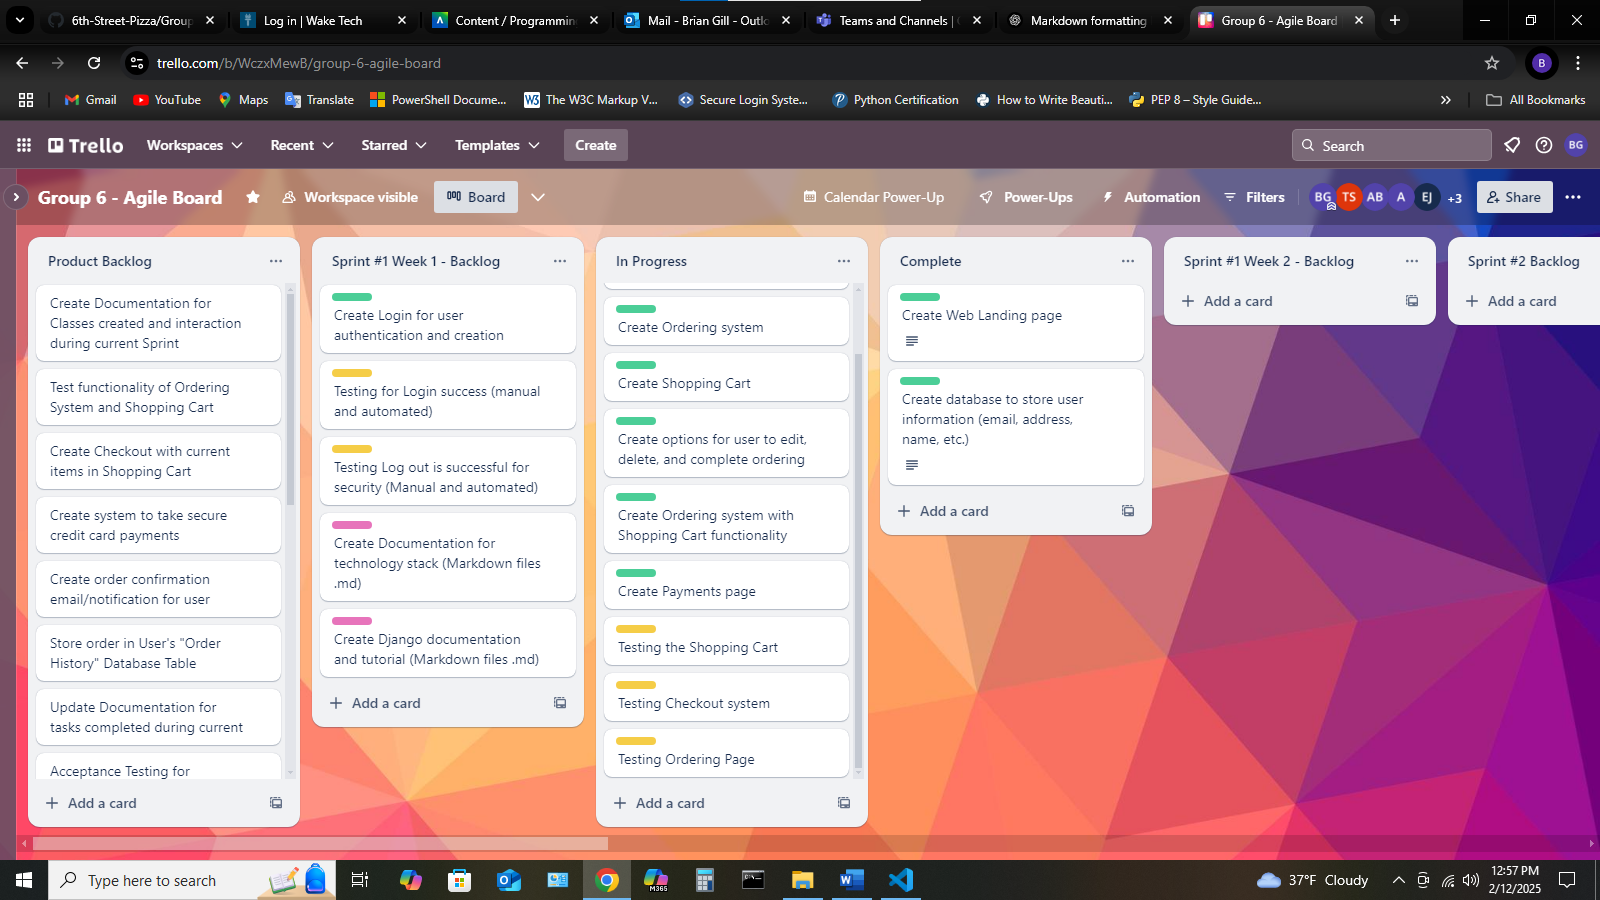 6th-Street-Pizza/Group
Log in | Wake Tech
Content / Programmin
Mail - Brian Gill - Outlo
Teams and Channels |
Markdown formatting
Group 6 - Agile Board
trello.com/b/WczxMewB/group-6-agile-board
B
Gmail
YouTube
Maps
Translate
PowerShell Docume...
The W3C Markup V...
Secure Login Syste...
Python Certification
How to Write Beauti...
PEP 8 – Style Guide...
All Bookmarks
Trello
Workspaces
Recent
Starred
Templates
Create
Search
BG
Group 6 - Agile Board
Workspace visible
Board
Calendar Power-Up
Power-Ups
Automation
Filters
BG
TS
AB
A
EJ
+3
Share
Product Backlog
Create Documentation for
Classes created and interaction
during current Sprint
Test functionality of Ordering
System and Shopping Cart
Create Checkout with current
items in Shopping Cart
Create system to take secure
credit card payments
Create order confirmation
email/notification for user
Store order in User's "Order
History" Database Table
Update Documentation for
tasks completed during current
Acceptance Testing for
Add a card
Sprint #1 Week 1 - Backlog
Create Login for user
authentication and creation
Testing for Login success (manual
and automated)
Testing Log out is successful for
security (Manual and automated)
Create Documentation for
technology stack (Markdown files
.md)
Create Django documentation
and tutorial (Markdown files .md)
Add a card
In Progress
Create Ordering system
Create Shopping Cart
Create options for user to edit,
delete, and complete ordering
Create Ordering system with
Shopping Cart functionality
Create Payments page
Testing the Shopping Cart
Testing Checkout system
Testing Ordering Page
Add a card
Complete
Create Web Landing page
Create database to store user
information (email, address,
name, etc.)
Add a card
Sprint #1 Week 2 - Backlog
Add a card
Sprint #2 Backlog
Add a card
Type here to search
M365
37°F Cloudy
12:57 PM
2/12/2025